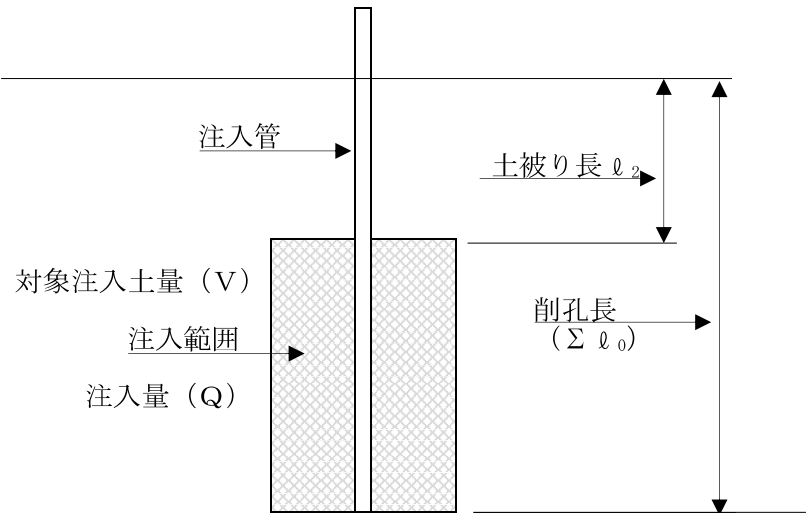 注入管
土被り長 ℓ₂
対象注入土量（V）
削孔長
（Σ ℓ₀）
注入範囲
注入量（Q）